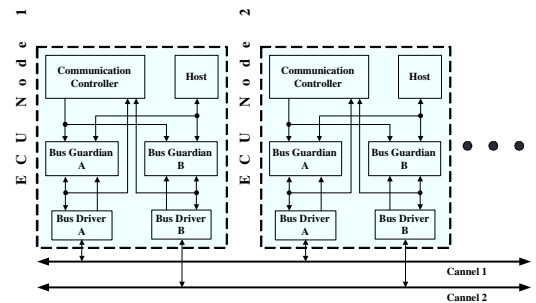 ECU Node 1
Communication
Controller
Host
Bus Guardian
A
Bus Guardian
B
Bus Driver
A
Bus Driver
B
ECU Node 2
Communication
Controller
Host
Bus Guardian
A
Bus Guardian
B
Bus Driver
A
Bus Driver
B
Cannel 1
Cannel 2